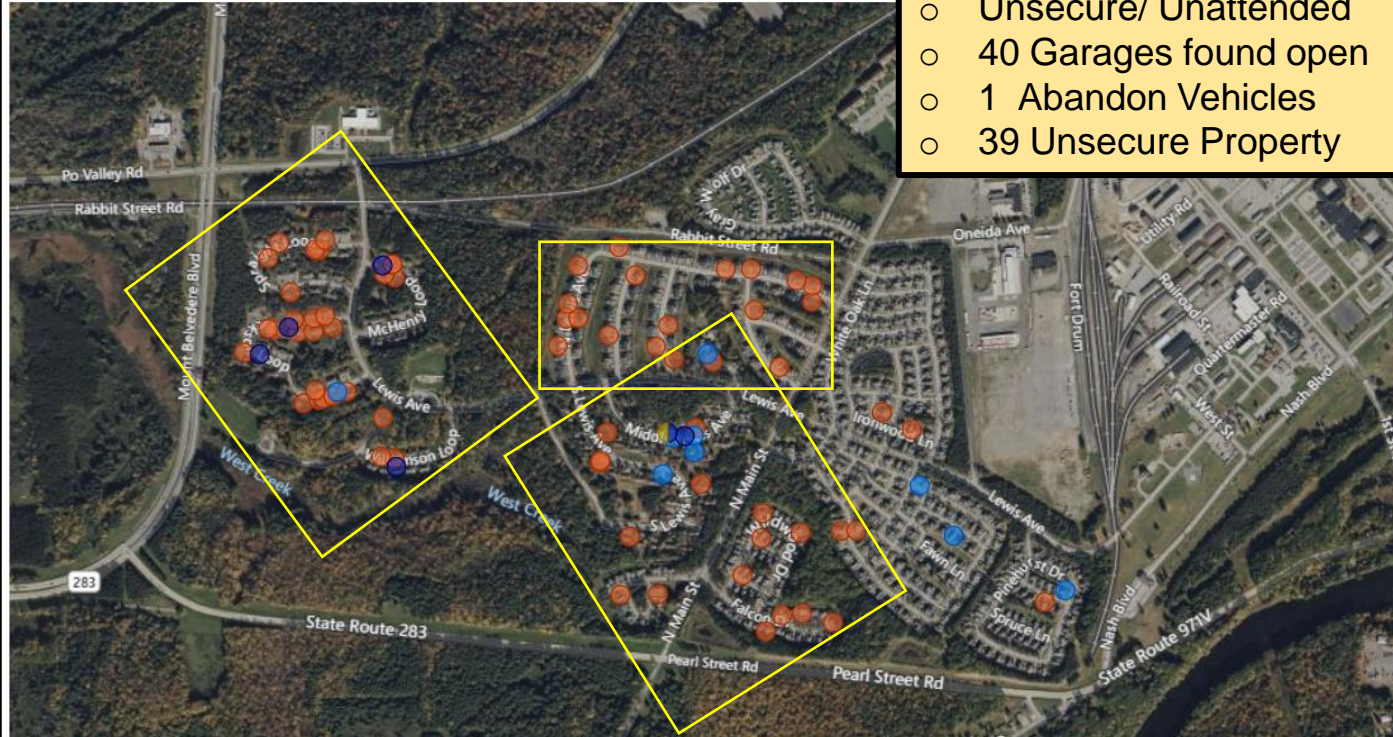 ○ Unsecure/ Unattended
○ 40 Garages found open
○ 1 Abandon Vehicles
○ 39 Unsecure Property
Po Valley Rd
Rabbit Street Rd
Gray Wolf Dr
Rabbit Street Rd
Oneida Ave
Utility Rd
Railroad St
Quartermaster Rd
Fort Drum
Nash Blvd
West St
White Oak Ln
Mount Belvedere Blvd
Loop
McHenry
Lewis Ave
Lewis Ave
S Lewis Ave
Ironwood Ln
N Main St
West Creek
West Creek
S Lewis Ave
Lewis Ave
Fawn Ln
Pinehurst Dr
Spruce Ln
Nash Blvd
283
State Route 283
N Main St
Pearl Street Rd
Pearl Street Rd
State Route 971V